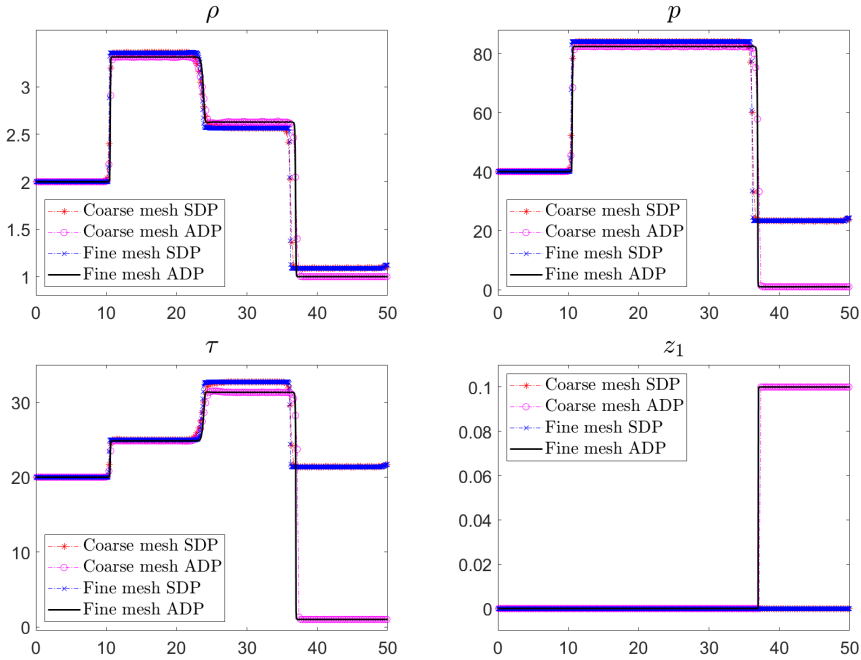 ρ
3
2.5
2
1.5
1
Coarse mesh SDP
Coarse mesh ADP
Fine mesh SDP
Fine mesh ADP
0 10 20 30 40 50
p
80
60
40
20
0
Coarse mesh SDP
Coarse mesh ADP
Fine mesh SDP
Fine mesh ADP
0 10 20 30 40 50
τ
30
20
10
0
Coarse mesh SDP
Coarse mesh ADP
Fine mesh SDP
Fine mesh ADP
0 10 20 30 40 50
z₁
0.1
0.08
0.06
0.04
0.02
0
Coarse mesh SDP
Coarse mesh ADP
Fine mesh SDP
Fine mesh ADP
0 10 20 30 40 50